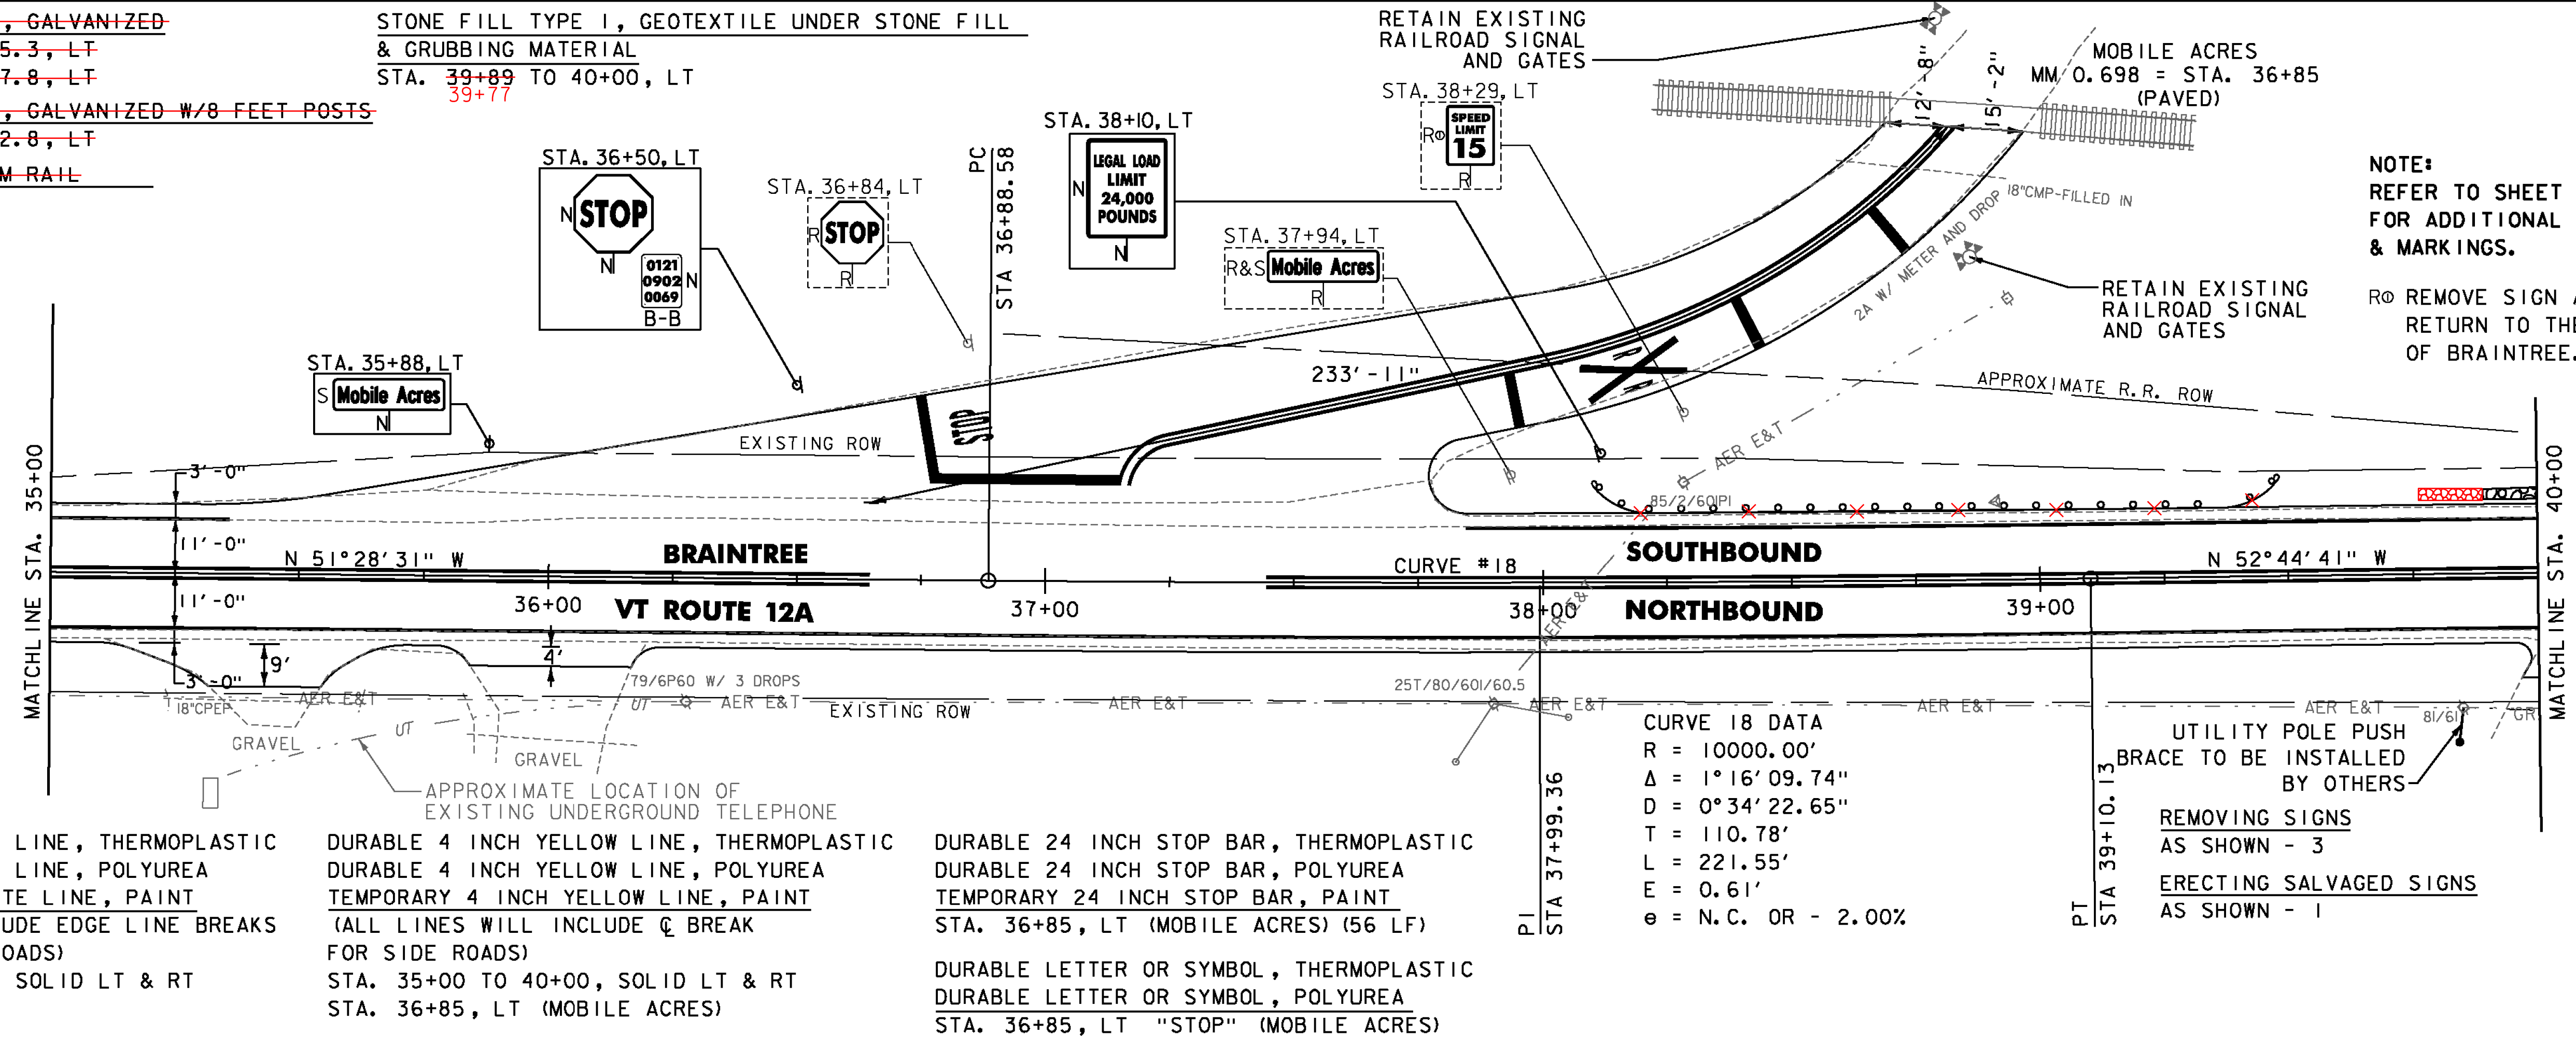 , GALVANIZED
5.3, LT
7.8, LT
, GALVANIZED W/8 FEET POSTS
2.8, LT
M RAIL
STONE FILL TYPE I, GEOTEXTILE UNDER STONE FILL
& GRUBBING MATERIAL
STA. 39+89 TO 40+00, LT
39+77
RETAIN EXISTING
RAILROAD SIGNAL
AND GATES
12'-8"
15'-2"
MOBILE ACRES
MM 0.698 = STA. 36+85
(PAVED)
NOTE:
REFER TO SHEET
FOR ADDITIONAL
& MARKINGS.
R① REMOVE SIGN A
RETURN TO THE
OF BRAINTREE.
STA. 36+50, LT
N STOP
N
0121
0902 N
0069
B-B
STA. 36+84, LT
R STOP
R
PC
STA 36+88.58
STA. 38+10, LT
LEGAL LOAD
LIMIT
N
24,000
POUNDS
N
STA. 38+29, LT
SPEED
R① LIMIT
15
R
STA. 37+94, LT
R&S Mobile Acres
R
18"CMP-FILLED IN
2A W/ METER AND DROP
RETAIN EXISTING
RAILROAD SIGNAL
AND GATES
STA. 35+88, LT
S Mobile Acres
N
233'-11"
R
R
STOP
EXISTING ROW
APPROXIMATE R.R. ROW
AER E&T
85/2/60IPI
MATCHLINE STA. 35+00
3'-0"
11'-0"
11'-0"
3'-0"
9'
4'
N 51°28'31" W
BRAINTREE
36+00
VT ROUTE 12A
37+00
CURVE #18
SOUTHBOUND
38+00
NORTHBOUND
39+00
N 52°44'41" W
AER E&T
MATCHLINE STA. 40+00
18"CPEP
AER E&T
79/6P60 W/ 3 DROPS
UT
AER E&T
EXISTING ROW
AER E&T
25T/80/60I/60.5
AER E&T
AER E&T
AER E&T
81/61
GR
GRAVEL
UT
GRAVEL
APPROXIMATE LOCATION OF
EXISTING UNDERGROUND TELEPHONE
UTILITY POLE PUSH
BRACE TO BE INSTALLED
BY OTHERS
CURVE 18 DATA
R = 10000.00'
Δ = 1°16'09.74"
D = 0°34'22.65"
T = 110.78'
L = 221.55'
E = 0.61'
e = N.C. OR - 2.00%
PI
STA 37+99.36
PT
STA 39+10.13
REMOVING SIGNS
AS SHOWN - 3
ERECTING SALVAGED SIGNS
AS SHOWN - 1
LINE, THERMOPLASTIC
LINE, POLYUREA
TE LINE, PAINT
UDE EDGE LINE BREAKS
OADS)
SOLID LT & RT
DURABLE 4 INCH YELLOW LINE, THERMOPLASTIC
DURABLE 4 INCH YELLOW LINE, POLYUREA
TEMPORARY 4 INCH YELLOW LINE, PAINT
(ALL LINES WILL INCLUDE ℄ BREAK
FOR SIDE ROADS)
STA. 35+00 TO 40+00, SOLID LT & RT
STA. 36+85, LT (MOBILE ACRES)
DURABLE 24 INCH STOP BAR, THERMOPLASTIC
DURABLE 24 INCH STOP BAR, POLYUREA
TEMPORARY 24 INCH STOP BAR, PAINT
STA. 36+85, LT (MOBILE ACRES) (56 LF)
DURABLE LETTER OR SYMBOL, THERMOPLASTIC
DURABLE LETTER OR SYMBOL, POLYUREA
STA. 36+85, LT "STOP" (MOBILE ACRES)